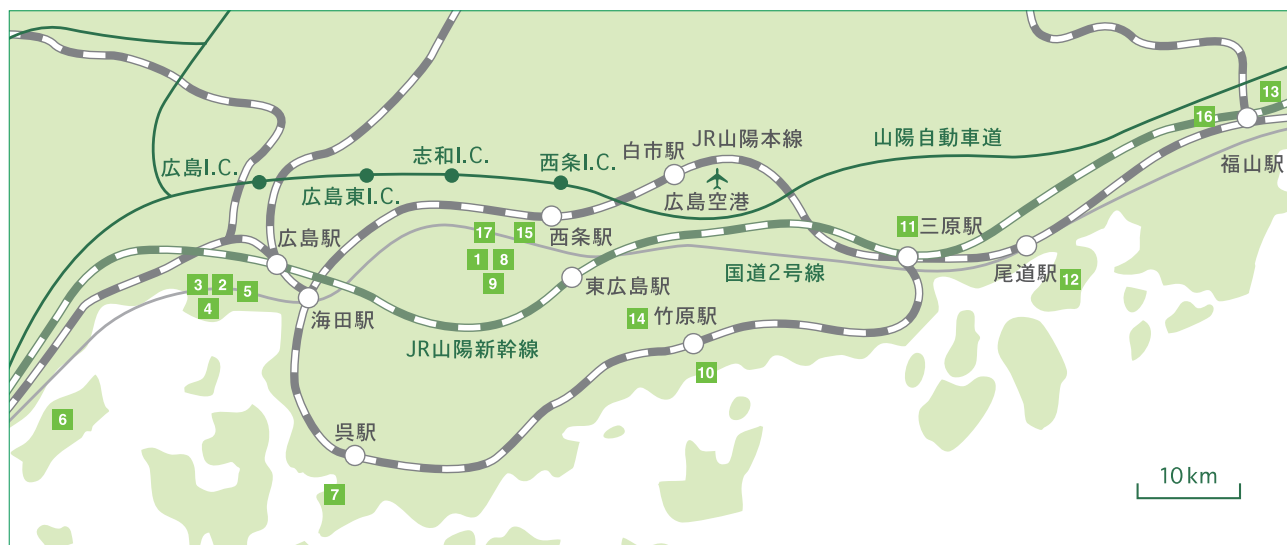 13
16
山陽自動車道
JR山陽本線
白市駅
志和I.C.
西条I.C.
広島I.C.
福山駅
広島東I.C.
広島空港
11
三原駅
17
15
西条駅
広島駅
1
8
尾道駅
国道2号線
12
東広島駅
9
3
2
5
4
海田駅
14
竹原駅
JR山陽新幹線
10
6
呉駅
10km
7